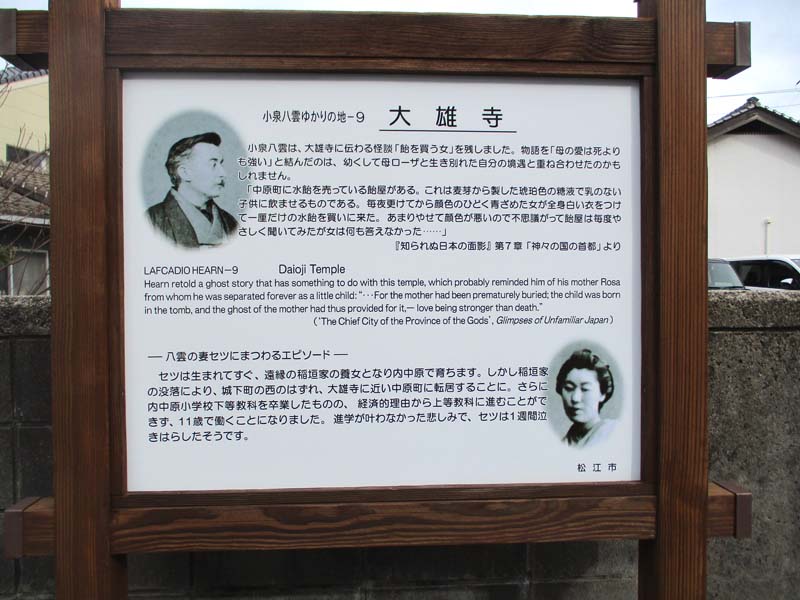 小泉八雲ゆかりの地－9　大雄寺
小泉八雲は、大雄寺に伝わる怪談「飴を買う女」を残しました。物語を「母の愛は死より
も強い」と結んだのは、幼くして母ローザと生き別れた自分の境遇と重ね合わせたのかも
しれません。
「中原町に水飴を売っている飴屋がある。これは麦芽から製した琥珀色の糖液で乳のない
子供に飲ませるものである。毎夜更けてから顔色のひどく青ざめた女が全身白い衣をつけ
て一厘だけの水飴を買いに来た。あまりやせて顔色が悪いので不思議がって飴屋は毎度や
さしく聞いてみたが女は何も答えなかった……」
『知られぬ日本の面影』第7章「神々の国の首都」より
LAFCADIO HEARN－9　Daioji Temple
Hearn retold a ghost story that has something to do with this temple, which probably reminded him of his mother Rosa
from whom he was separated forever as a little child: “…For the mother had been prematurely buried; the child was born
in the tomb, and the ghost of the mother had thus provided for it,— love being stronger than death.”
(‘The Chief City of the Province of the Gods’, Glimpses of Unfamiliar Japan)
― 八雲の妻セツにまつわるエピソード ―
セツは生まれてすぐ、遠縁の稲垣家の養女となり内中原で育ちます。しかし稲垣家
の没落により、城下町の西のはずれ、大雄寺に近い中原町に転居することに。さらに
内中原小学校下等教科を卒業したものの、経済的理由から上等教科に進むことがで
きず、11歳で働くことになりました。進学が叶わなかった悲しみで、セツは1週間泣
きはらしたそうです。
松江市